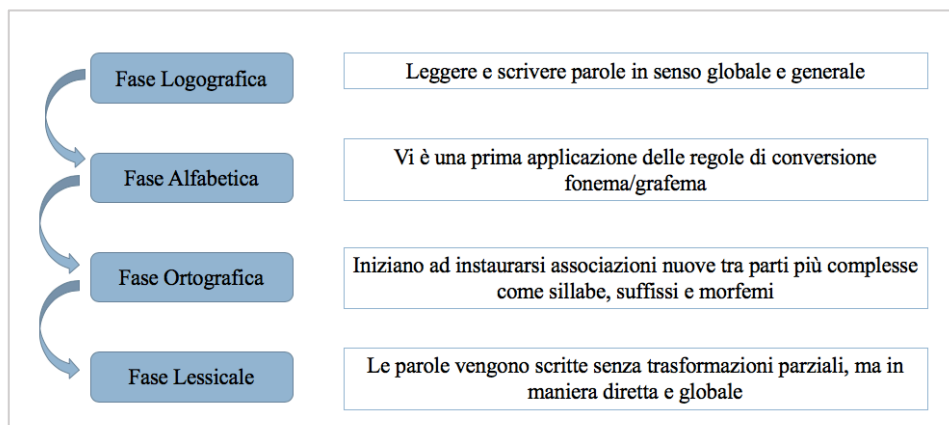 Fase Logografica
Leggere e scrivere parole in senso globale e generale
Fase Alfabetica
Vi è una prima applicazione delle regole di conversione
fonema/grafema
Fase Ortografica
Iniziano ad instaurarsi associazioni nuove tra parti più complesse
come sillabe, suffissi e morfemi
Fase Lessicale
Le parole vengono scritte senza trasformazioni parziali, ma in
maniera diretta e globale